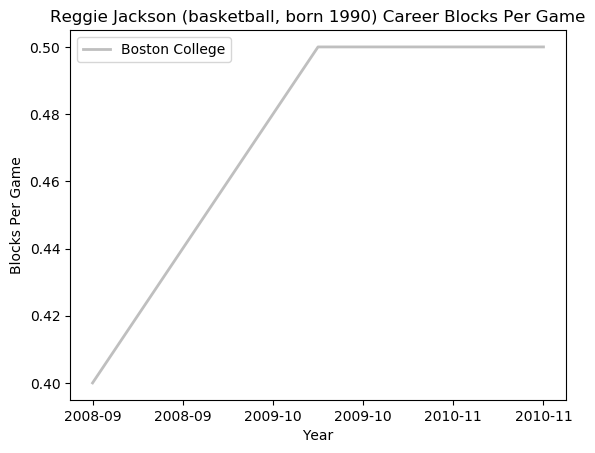 Reggie Jackson (basketball, born 1990) Career Blocks Per Game
Boston College
0.50
0.48
0.46
0.44
0.42
0.40
Blocks Per Game
2008-09 2008-09 2009-10 2009-10 2010-11 2010-11
Year